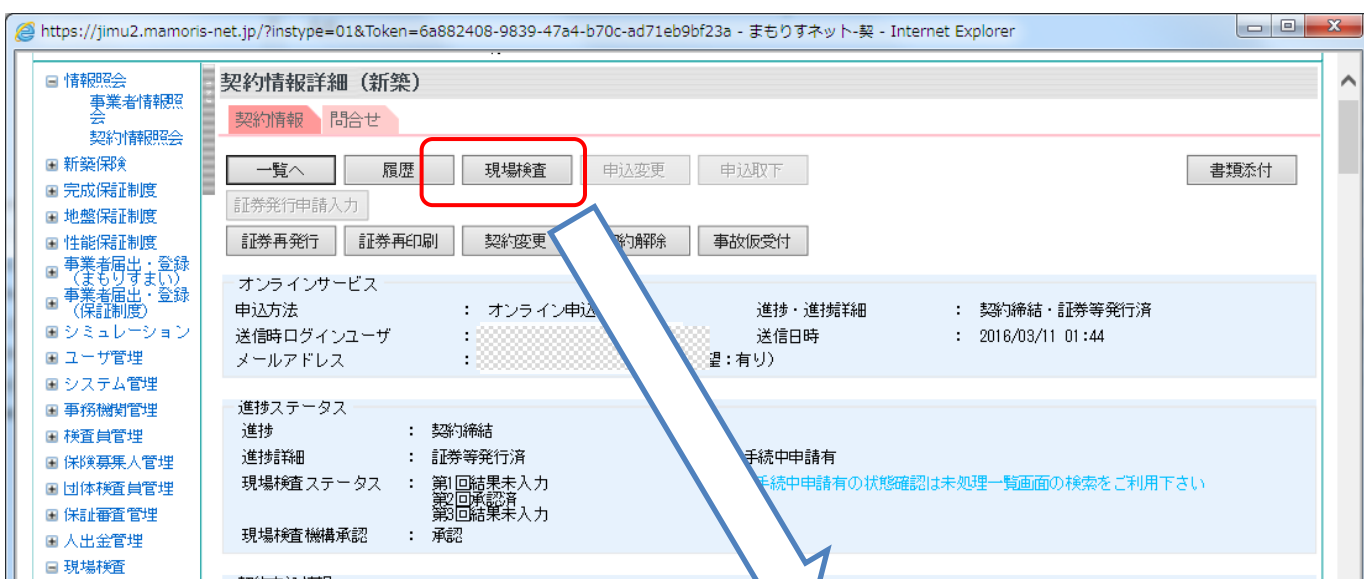 https://jimu2.mamoris-net.jp/?instype=01&Token=6a882408-9839-47a4-b70c-ad71eb9bf23a - まもりすネット-契 - Internet Explorer
情報照会
事業者情報照会
契約情報照会
新築保険
完成保証制度
地盤保証制度
性能保証制度
事業者届出・登録（まもりすまい）
事業者届出・登録（保証制度）
シミュレーション
ユーザ管理
システム管理
事務機関管理
検査員管理
保険募集人管理
団体検査員管理
保証審査管理
入出金管理
現場検査
契約情報詳細（新築）
契約情報 問合せ
一覧へ 履歴 現場検査 申込変更 申込取下 書類添付
証券発行申請入力
証券再発行 証券再印刷 契約変更 約解除 事故仮受付
オンラインサービス
申込方法 : オンライン申込 進捗・進捗詳細 : 契約締結・証券等発行済
送信時ログインユーザ : 送信日時 : 2016/03/11 01:44
メールアドレス : 望：有り）
進捗ステータス
進捗 : 契約締結
進捗詳細 : 証券等発行済 手続中申請有
現場検査ステータス : 第1回結果未入力 手続中申請有の状態確認は未処理一覧画面の検索をご利用下さい
第2回承認済
第3回結果未入力
現場検査機構承認 : 承認